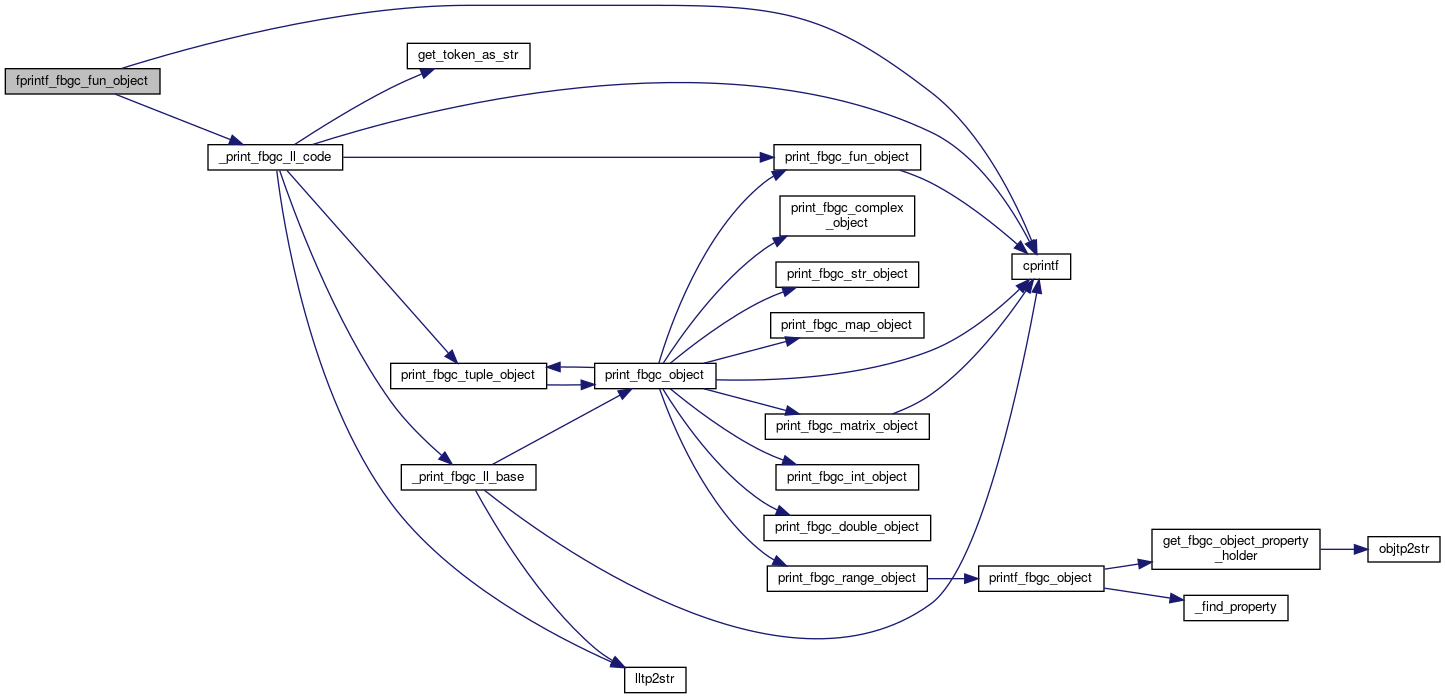 fprintf_fbgc_fun_object
get_token_as_str
_print_fbgc_ll_code
print_fbgc_fun_object
print_fbgc_complex
_object
print_fbgc_str_object
cprintf
print_fbgc_map_object
print_fbgc_tuple_object
print_fbgc_object
print_fbgc_matrix_object
_print_fbgc_ll_base
print_fbgc_int_object
print_fbgc_double_object
get_fbgc_object_property
_holder
objtp2str
print_fbgc_range_object
printf_fbgc_object
_find_property
lltp2str